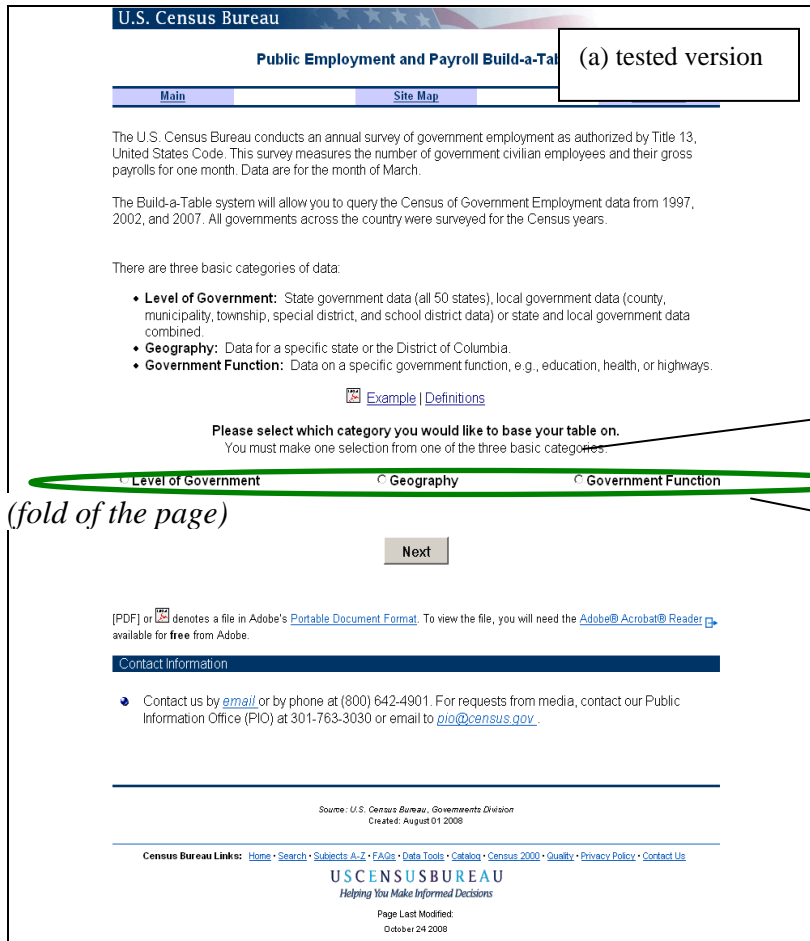 U.S. Census Bureau
Public Employment and Payroll Build-a-Tab
(a) tested version
Main Site Map
The U.S. Census Bureau conducts an annual survey of government employment as authorized by Title 13,
United States Code. This survey measures the number of government civilian employees and their gross
payrolls for one month. Data are for the month of March.
The Build-a-Table system will allow you to query the Census of Government Employment data from 1997,
2002, and 2007. All governments across the country were surveyed for the Census years.
There are three basic categories of data:
• Level of Government: State government data (all 50 states), local government data (county,
municipality, township, special district, and school district data) or state and local government data
combined.
• Geography: Data for a specific state or the District of Columbia.
• Government Function: Data on a specific government function, e.g., education, health, or highways.
Example | Definitions
Please select which category you would like to base your table on.
You must make one selection from one of the three basic categories.
Level of Government Geography Government Function
(fold of the page)
Next
[PDF] or denotes a file in Adobe's Portable Document Format. To view the file, you will need the Adobe® Acrobat® Reader
available for free from Adobe.
Contact Information
Contact us by email or by phone at (800) 642-4901. For requests from media, contact our Public
Information Office (PIO) at 301-763-3030 or email to pio@census.gov .
Source: U.S. Census Bureau, Governments Division
Created: August 01 2008
Census Bureau Links: Home • Search • Subjects A-Z • FAQs • Data Tools • Catalog • Census 2000 • Quality • Privacy Policy • Contact Us
USCENSUSBUREAU
Helping You Make Informed Decisions
Page Last Modified:
October 24 2008